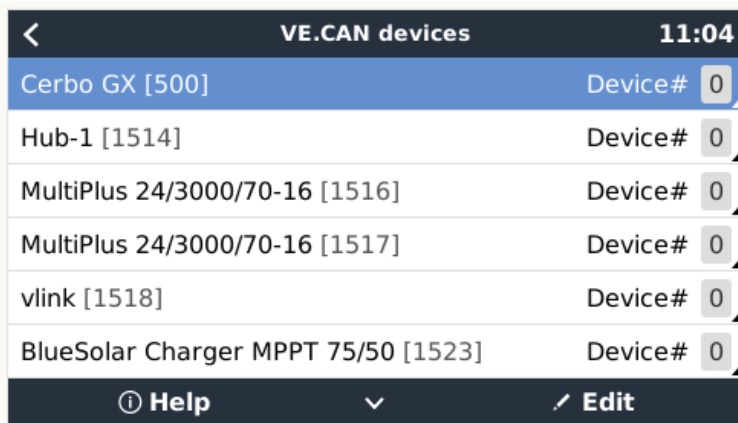 VE.CAN devices 11:04
Cerbo GX [500] Device# 0
Hub-1 [1514] Device# 0
MultiPlus 24/3000/70-16 [1516] Device# 0
MultiPlus 24/3000/70-16 [1517] Device# 0
vlink [1518] Device# 0
BlueSolar Charger MPPT 75/50 [1523] Device# 0
Help Edit